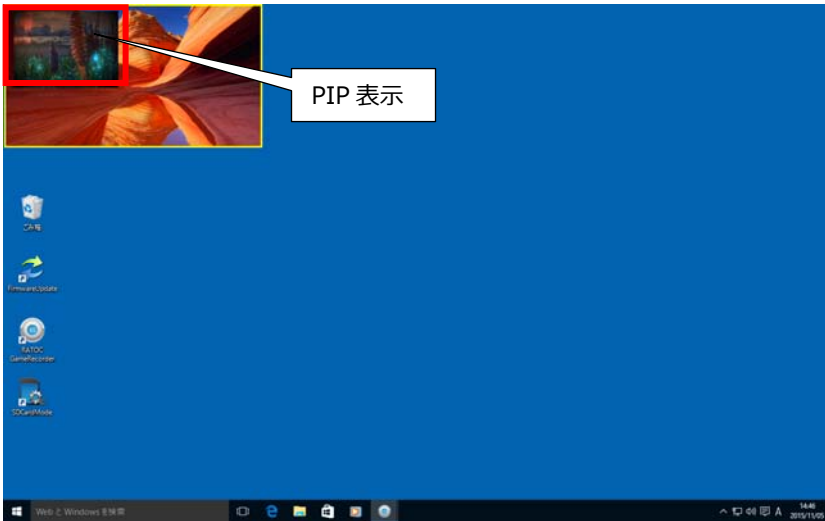 PIP 表示
ごみ箱
FirmwareUpdate
RATOC
GameRecorder
SDCardMode
Web と Windows を検索
A
14:46
2015/11/05